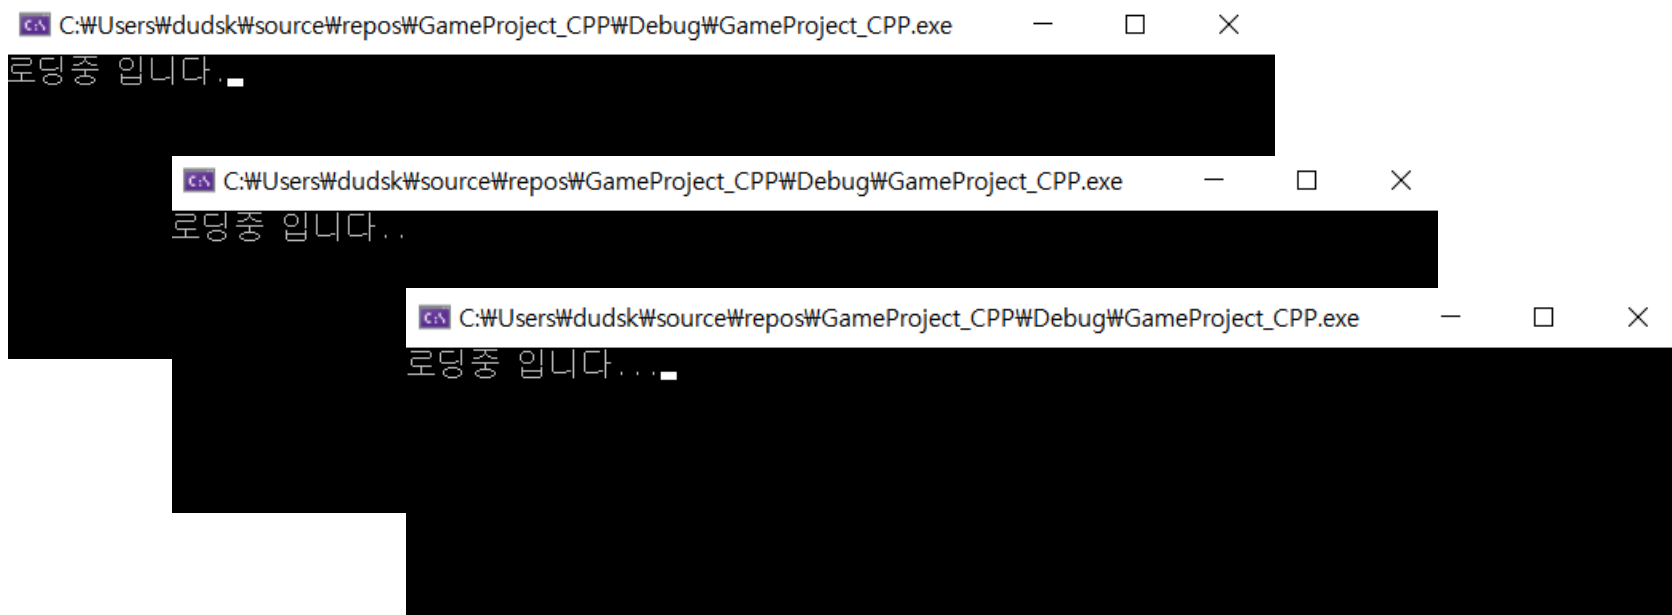 C:\Users\dudsk\source\repos\GameProject_CPP\Debug\GameProject_CPP.exe
로딩중 입니다.
C:\Users\dudsk\source\repos\GameProject_CPP\Debug\GameProject_CPP.exe
로딩중 입니다..
C:\Users\dudsk\source\repos\GameProject_CPP\Debug\GameProject_CPP.exe
로딩중 입니다...